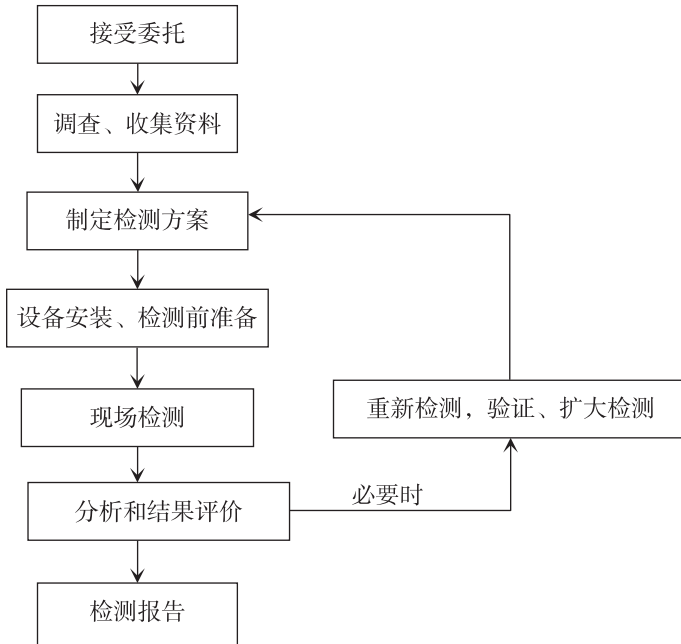 接受委托
调查、收集资料
制定检测方案
设备安装、检测前准备
现场检测
重新检测，验证、扩大检测
必要时
分析和结果评价
检测报告